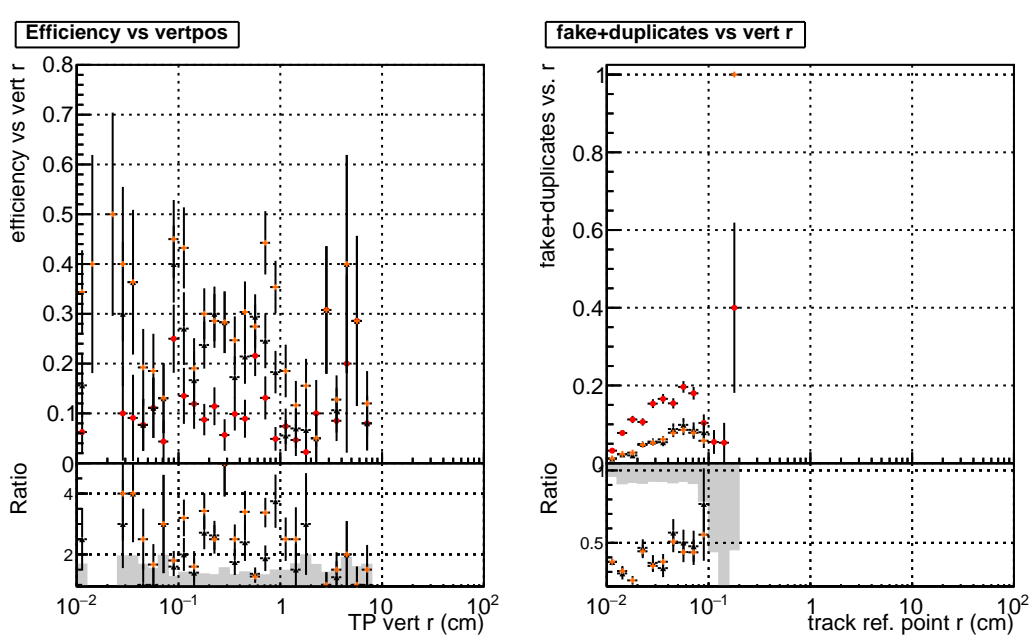 Efficiency vs vertpos
efficiency vs vert r
0.8
0.7
0.6
0.5
0.4
0.3
0.2
0.1
0
Ratio
4
2
10⁻² 10⁻¹ 1 10 10²
TP vert r (cm)
fake+duplicates vs vert r
fake+duplicates vs. r
1
0.8
0.6
0.4
0.2
0
Ratio
0.5
10⁻² 10⁻¹ 1 10 10²
track ref. point r (cm)